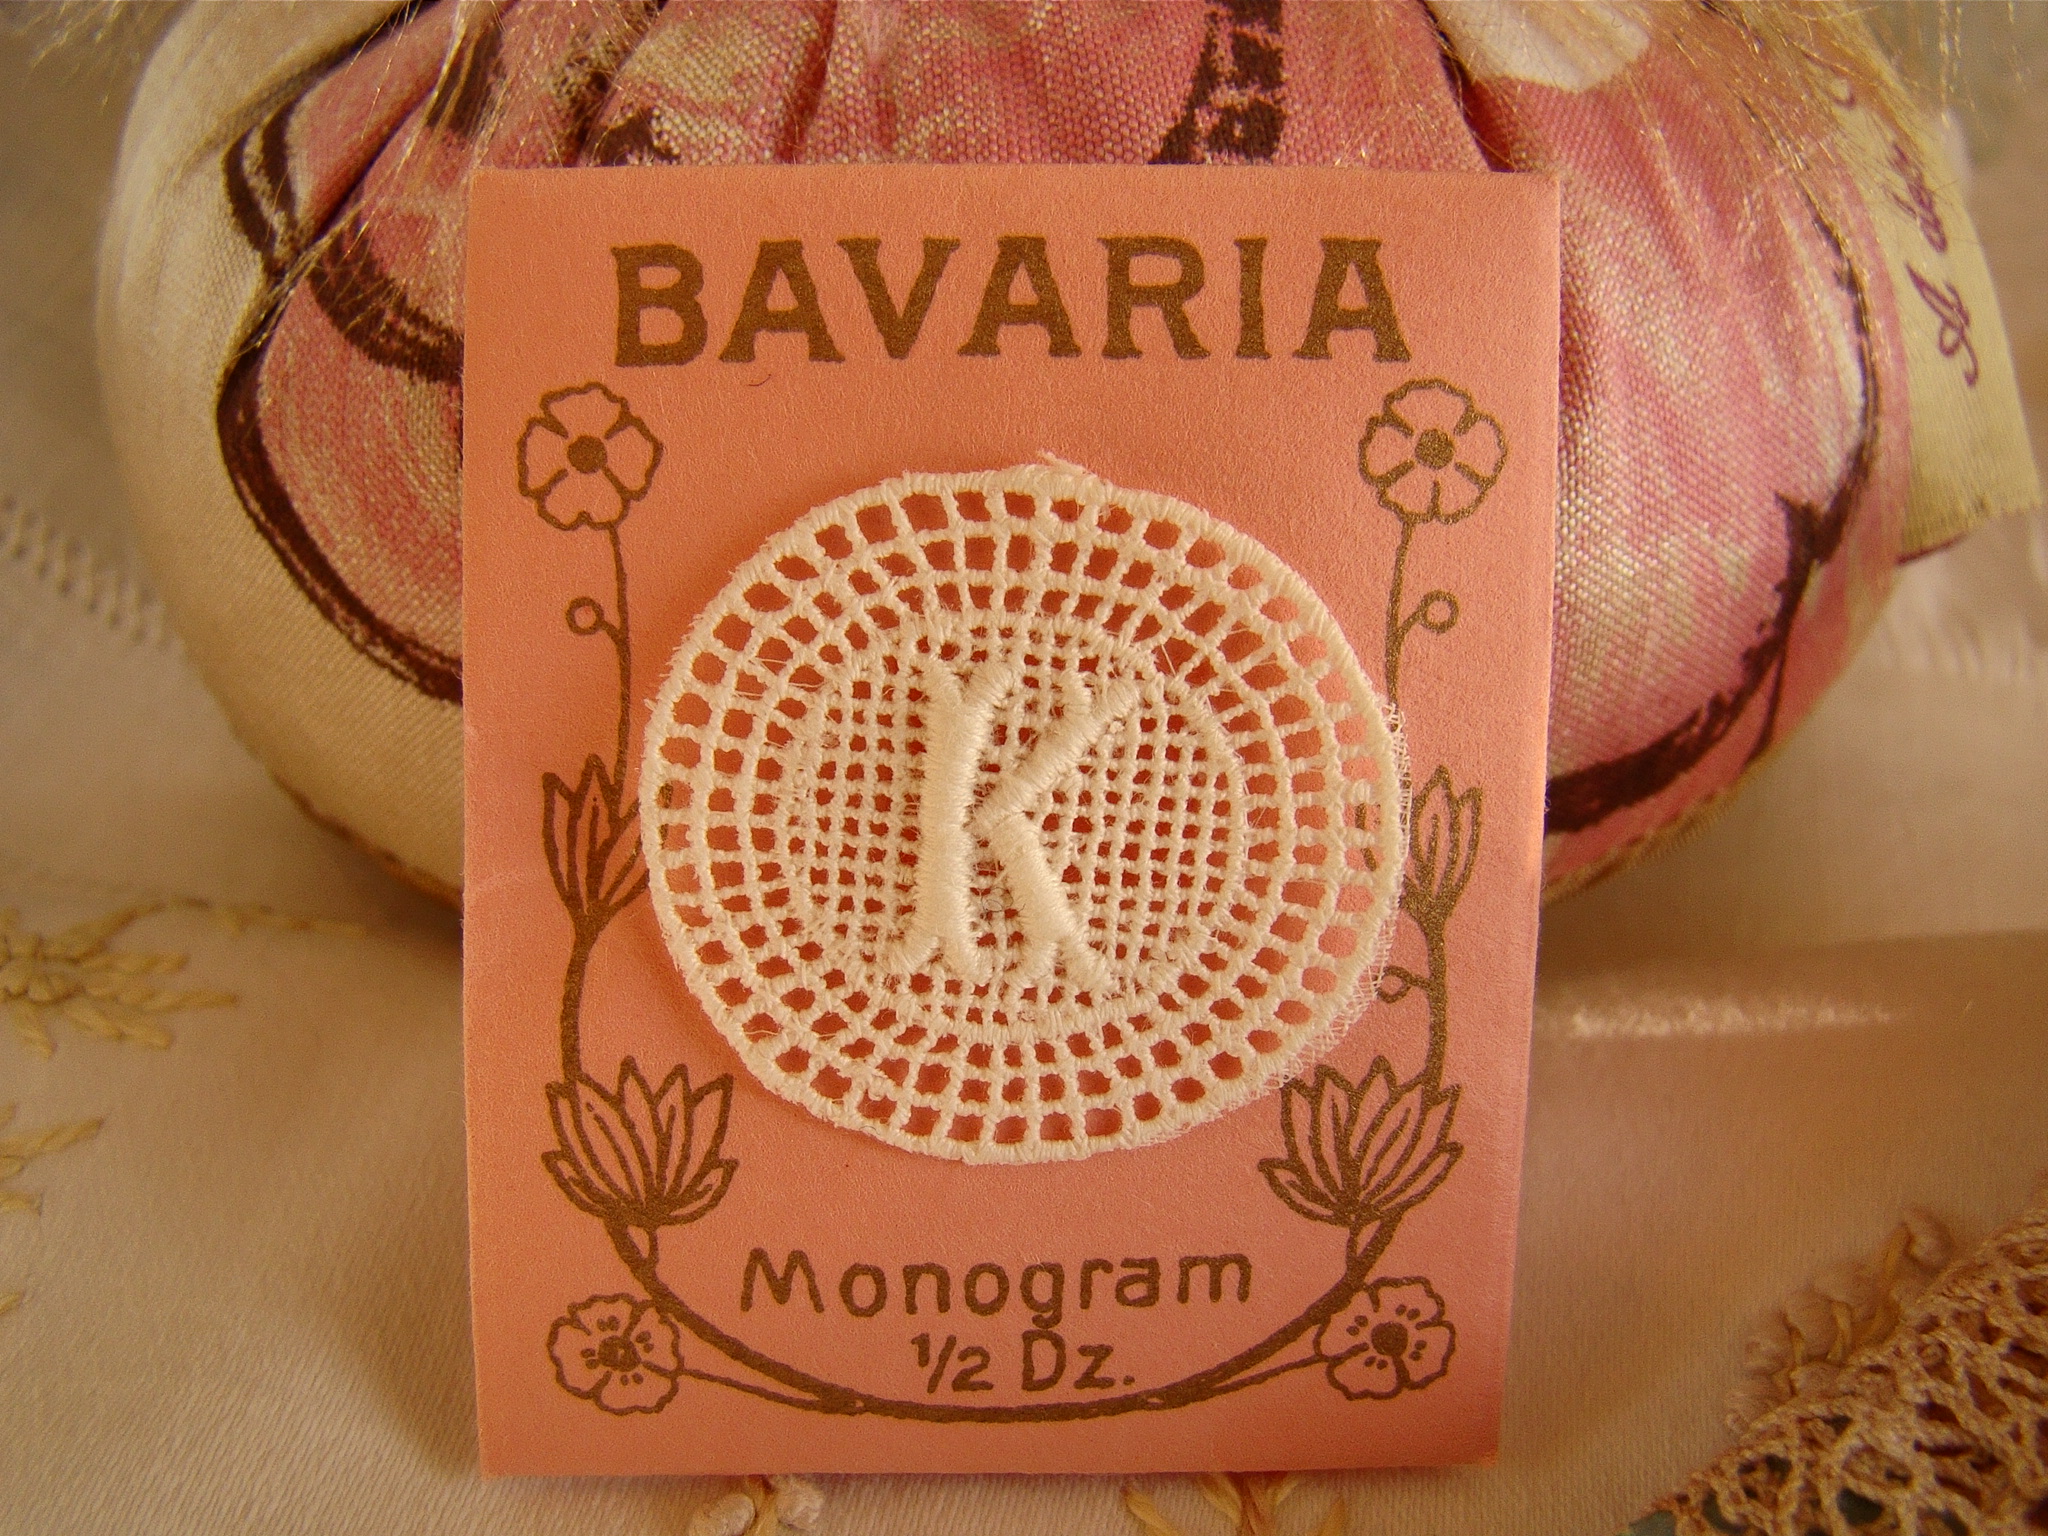 BAVARIA
K
Monogram
1/2 Dz.